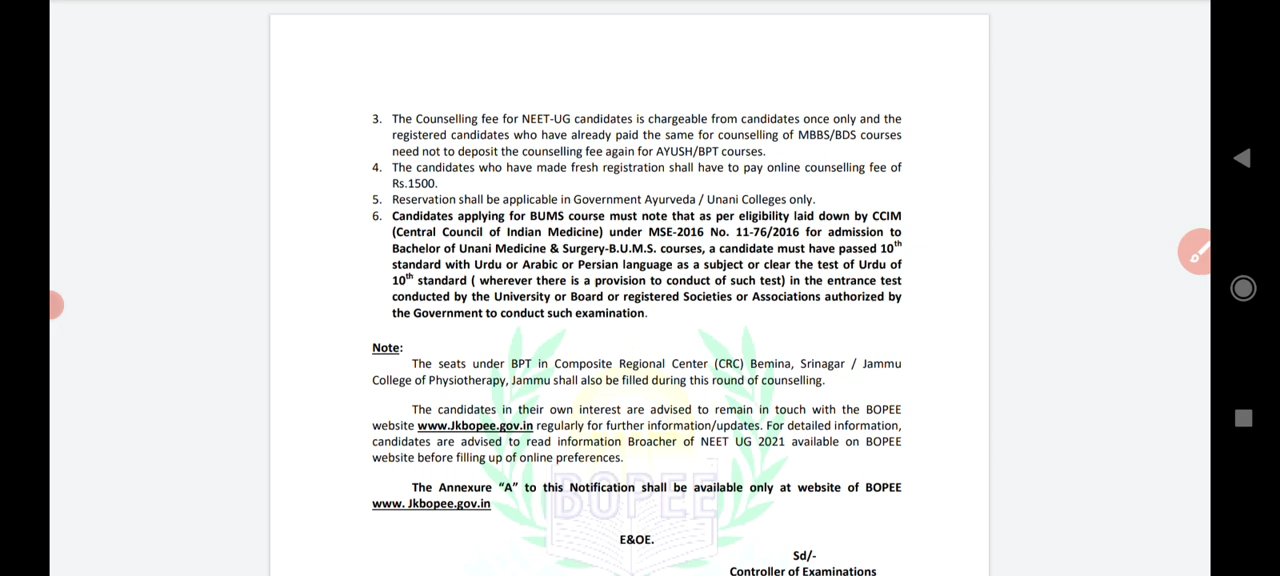 3. The Counselling fee for NEET-UG candidates is chargeable from candidates once only and the
registered candidates who have already paid the same for counselling of MBBS/BDS courses
need not to deposit the counselling fee again for AYUSH/BPT courses.
4. The candidates who have made fresh registration shall have to pay online counselling fee of
Rs.1500.
5. Reservation shall be applicable in Government Ayurveda / Unani Colleges only.
6. Candidates applying for BUMS course must note that as per eligibility laid down by CCIM
(Central Council of Indian Medicine) under MSE-2016 No. 11-76/2016 for admission to
Bachelor of Unani Medicine & Surgery-B.U.M.S. courses, a candidate must have passed 10th
standard with Urdu or Arabic or Persian language as a subject or clear the test of Urdu of
10th standard ( wherever there is a provision to conduct of such test) in the entrance test
conducted by the University or Board or registered Societies or Associations authorized by
the Government to conduct such examination.
Note:
The seats under BPT in Composite Regional Center (CRC) Bemina, Srinagar / Jammu
College of Physiotherapy, Jammu shall also be filled during this round of counselling.
The candidates in their own interest are advised to remain in touch with the BOPEE
website www.Jkbopee.gov.in regularly for further information/updates. For detailed information,
candidates are advised to read information Broacher of NEET UG 2021 available on BOPEE
website before filling up of online preferences.
The Annexure “A” to this Notification shall be available only at website of BOPEE
www. Jkbopee.gov.in
BOPEE
E&OE.
Sd/-
Controller of Examinations